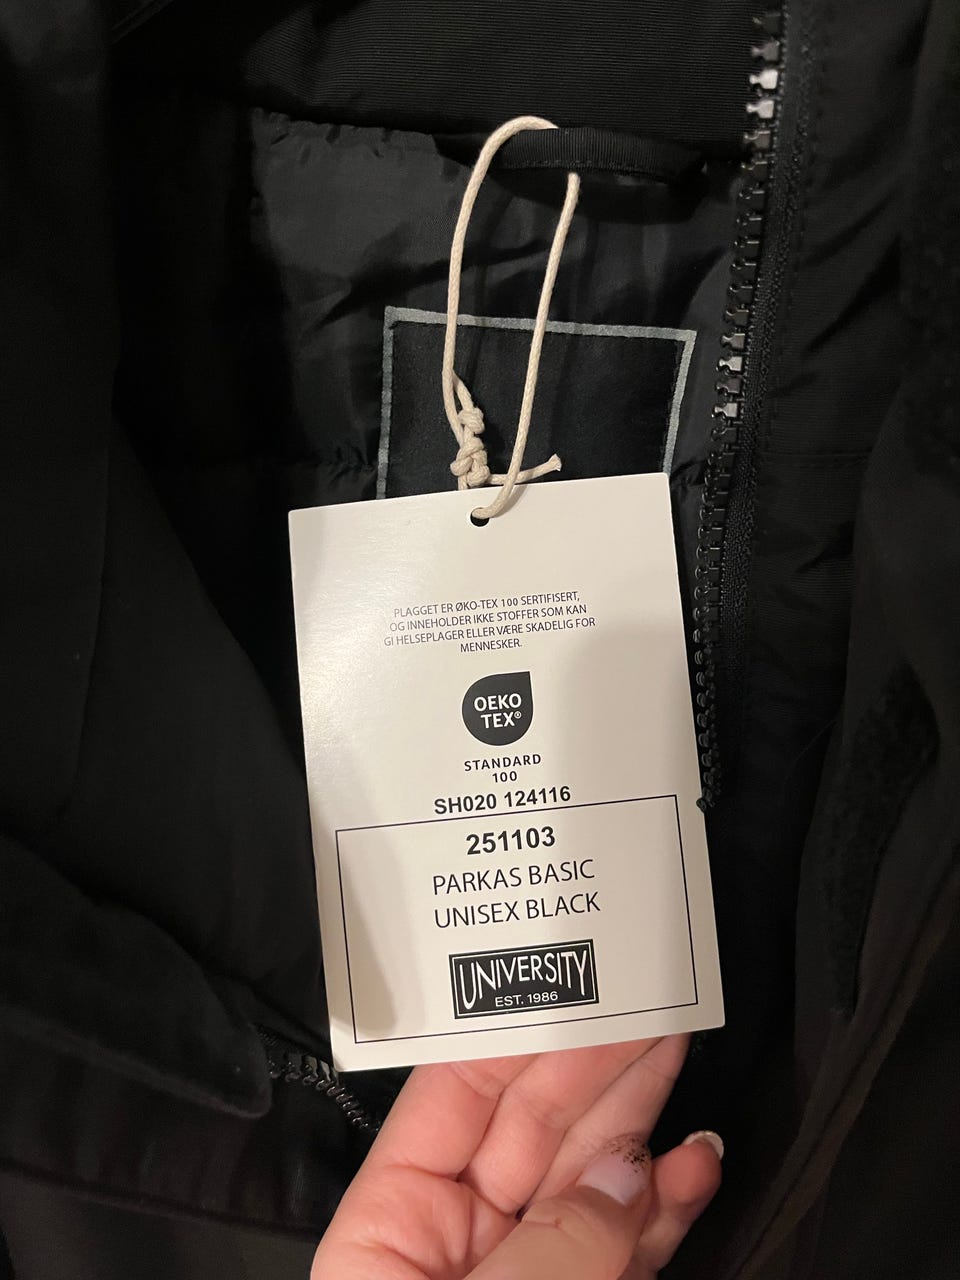 PLAGGET ER ØKO-TEX 100 SERTIFISERT,
OG INNEHOLDER IKKE STOFFER SOM KAN
GI HELSEPLAGER ELLER VÆRE SKADELIG FOR
MENNESKER.
OEKO
TEX®
STANDARD
100
SH020 124116
251103
PARKAS BASIC
UNISEX BLACK
UNIVERSITY
EST. 1986